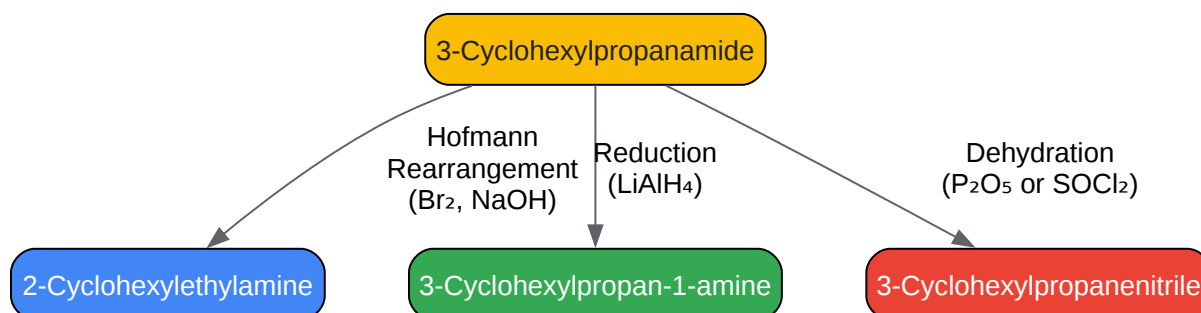 3-Cyclohexylpropanamide
Hofmann
Rearrangement
(Br₂, NaOH)
Reduction
(LiAlH₄)
Dehydration
(P₂O₅ or SOCl₂)
2-Cyclohexylethylamine
3-Cyclohexylpropan-1-amine
3-Cyclohexylpropanenitrile